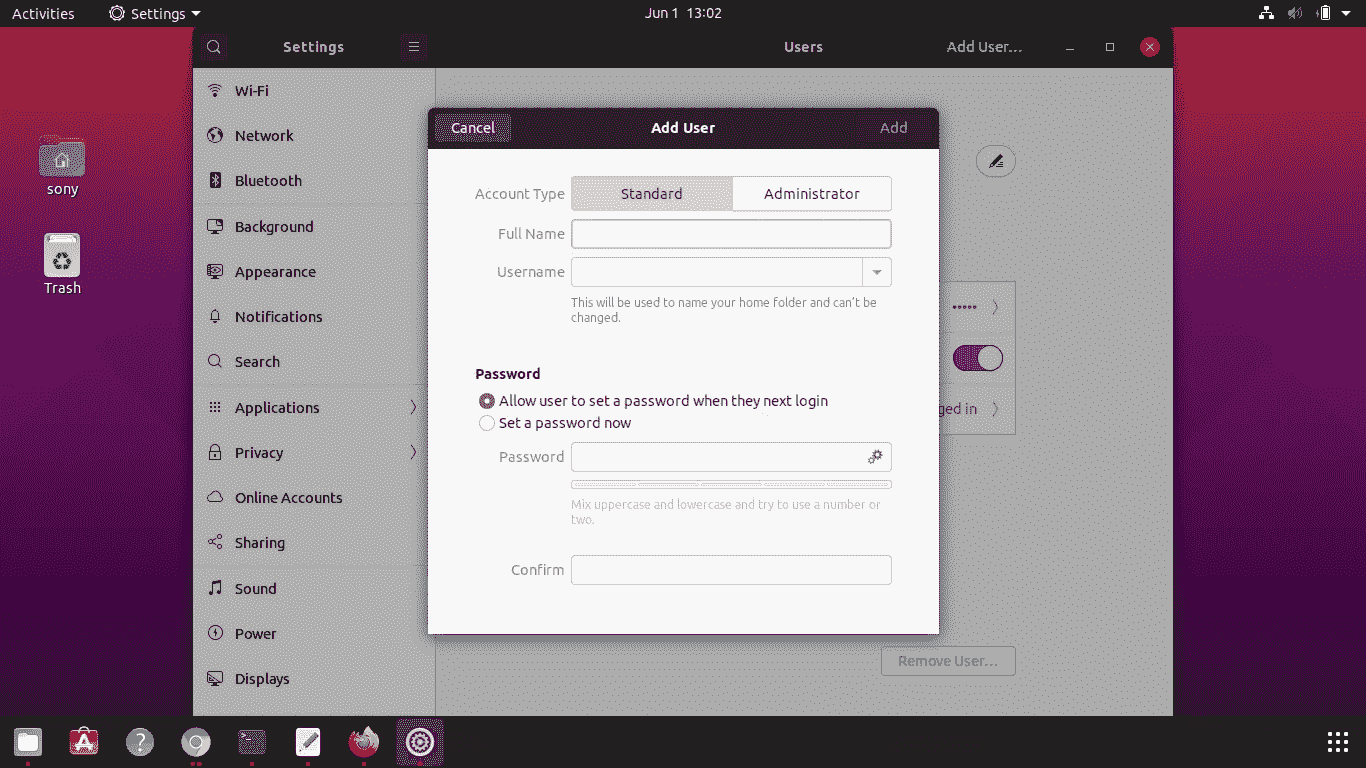 Activities
Settings
Jun 1 13:02
Settings
Users
Add User…
Wi-Fi
Network
Bluetooth
Background
Appearance
Notifications
Search
Applications
Privacy
Online Accounts
Sharing
Sound
Power
Displays
sony
Trash
Cancel
Add User
Add
Account Type
Standard
Administrator
Full Name
Username
This will be used to name your home folder and can't be
changed.
Password
Allow user to set a password when they next login
Set a password now
Password
Mix uppercase and lowercase and try to use a number or
two.
Confirm
•••••
ged in
Remove User…